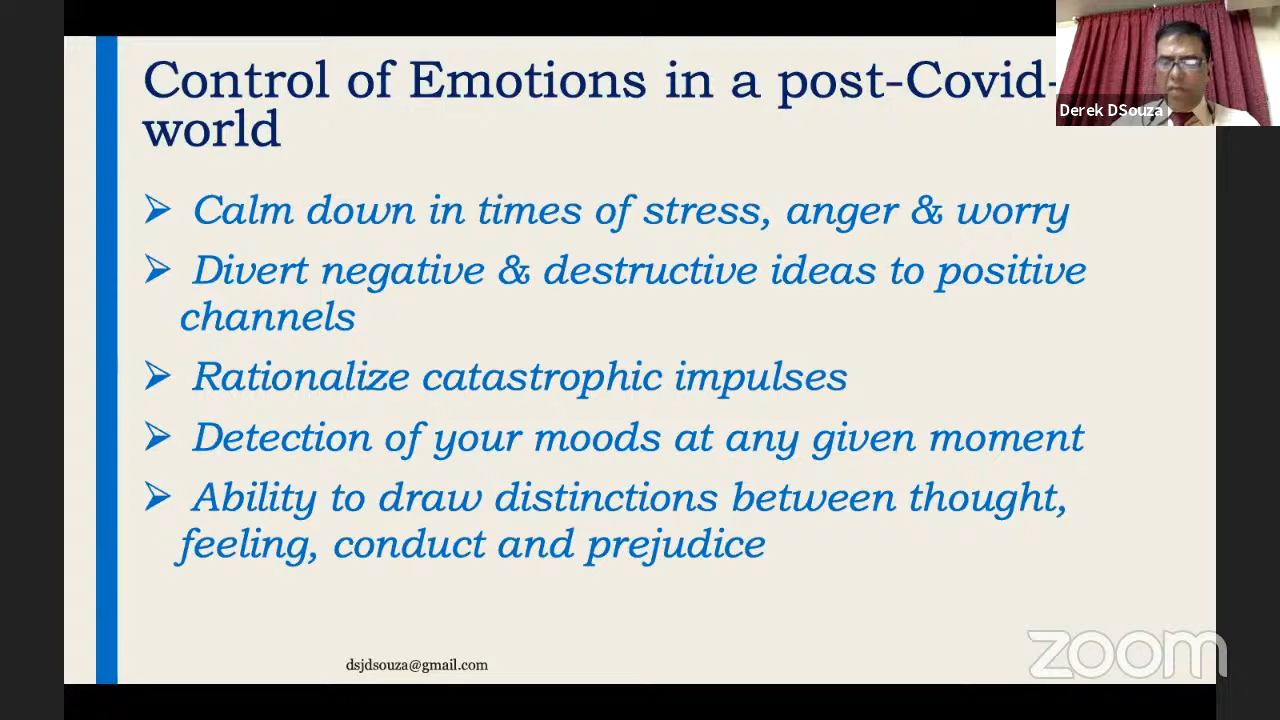 Control of Emotions in a post-Covid-
world
Derek DSouza
➢ Calm down in times of stress, anger & worry
➢ Divert negative & destructive ideas to positive
channels
➢ Rationalize catastrophic impulses
➢ Detection of your moods at any given moment
➢ Ability to draw distinctions between thought,
feeling, conduct and prejudice
dsjdsouza@gmail.com
zoom